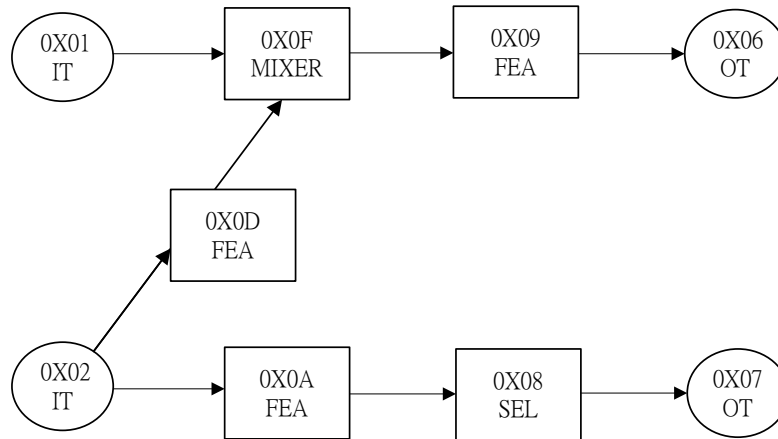 0X01
IT
0X0F
MIXER
0X09
FEA
0X06
OT
0X0D
FEA
0X02
IT
0X0A
FEA
0X08
SEL
0X07
OT